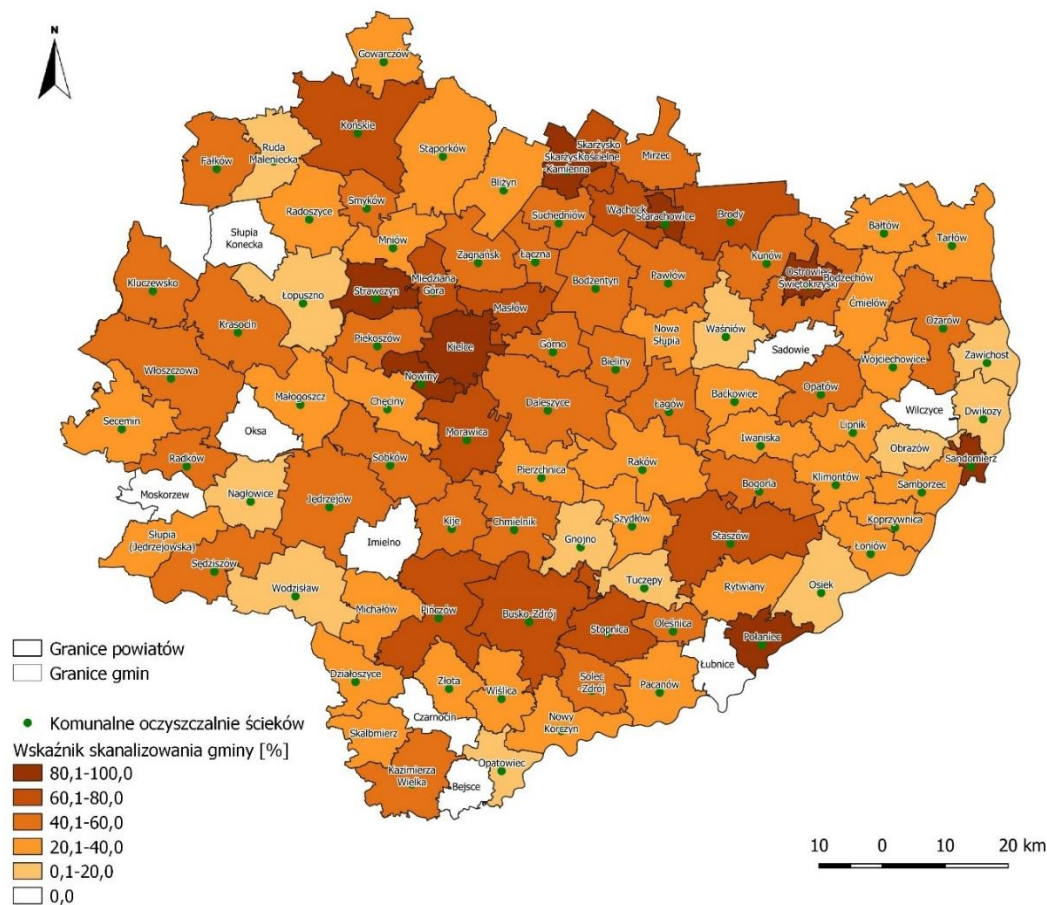 N
Gowarczów
Końskie
Ruda
Maleniecka
Fałków
Stąporków
Bliżyn
Skarżysko
Kościelne
Skarżys
-Kamienna
Mirzec
Smyków
Radoszyce
Słupia
Konecka
Suchedniów
Wąchock
Starachowice
Brody
Bałtów
Tarłów
Mniów
Zagnańsk
Łączna
Kunów
Ostrowiec
Świętokrzyski
Bodzechów
Kluczewsko
Łopuszno
Strawczyn
Miedziana
Góra
Bodzentyn
Pawłów
Ćmielów
Masłów
Ożarów
Krasocin
Piekoszów
Kielce
Górno
Nowa
Słupia
Waśniów
Sadowie
Wojciechowice
Zawichost
Włoszczowa
Nowiny
Bieliny
Małogoszcz
Chęciny
Daleszyce
Łagów
Baćkowice
Opatów
Wilczyce
Dwikozy
Secemin
Oksa
Morawica
Lipnik
Iwaniska
Obrazów
Sandomierz
Radków
Sobków
Pierzchnica
Raków
Bogoria
Klimontów
Samborzec
Moskorzew
Nagłowice
Jędrzejów
Kije
Chmielnik
Szydłów
Koprzywnica
Słupia
(Jędrzejowska)
Imielno
Gnojno
Staszów
Łoniów
Sędziszów
Wodzisław
Tuczępy
Rytwiany
Osiek
Michałów
Pińczów
Busko-Zdrój
Stopnica
Oleśnica
Połaniec
Łubnice
Działoszyce
Złota
Wiślica
Solec
-Zdrój
Pacanów
Czarnocin
Nowy
Korczyn
Skalbmierz
Opatowiec
Kazimierza
Wielka
Bejsce
Granice powiatów
Granice gmin
Komunalne oczyszczalnie ścieków
Wskaźnik skanalizowania gminy [%]
80,1-100,0
60,1-80,0
40,1-60,0
20,1-40,0
0,1-20,0
0,0
10 0 10 20 km